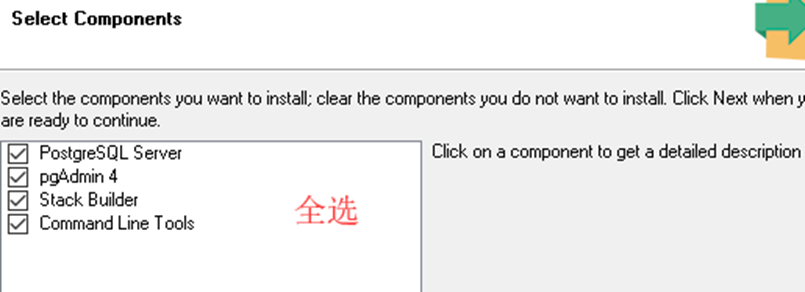 Select Components
Select the components you want to install; clear the components you do not want to install. Click Next when
are ready to continue.
PostgreSQL Server
Click on a component to get a detailed description
pgAdmin 4
Stack Builder
Command Line Tools
全选